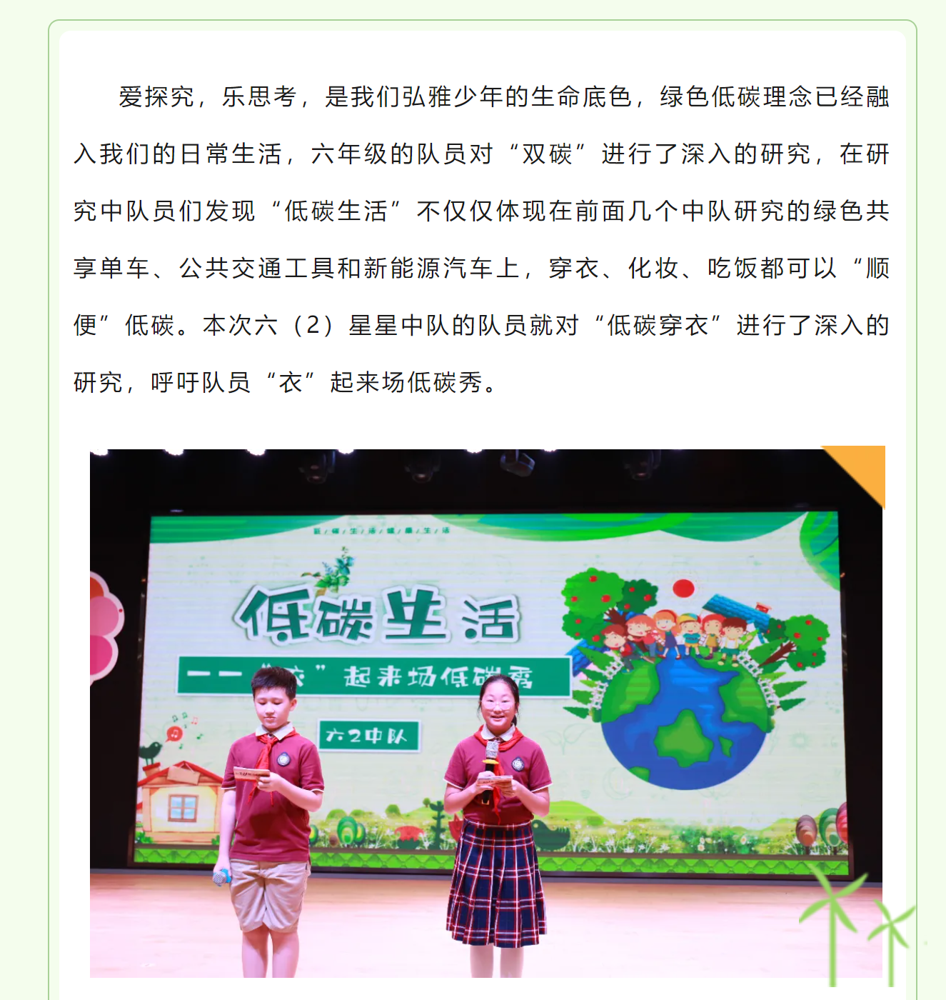 爱探究，乐思考，是我们弘雅少年的生命底色，绿色低碳理念已经融
入我们的日常生活，六年级的队员对“双碳”进行了深入的研究，在研
究中队员们发现“低碳生活”不仅仅体现在前面几个中队研究的绿色共
享单车、公共交通工具和新能源汽车上，穿衣、化妆、吃饭都可以“顺
便”低碳。本次六（2）星星中队的队员就对“低碳穿衣”进行了深入的
研究，呼吁队员“衣”起来场低碳秀。
低碳生活
——“衣”起来场低碳秀
六2中队